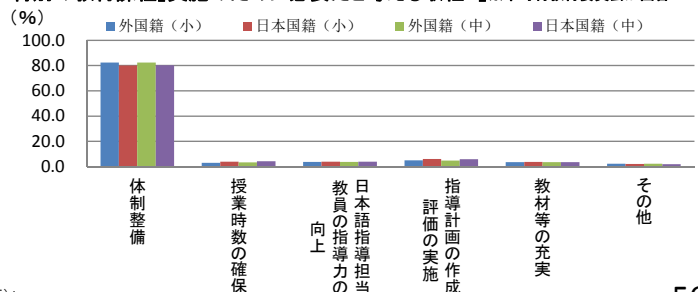 (%)
外国籍(小) 日本国籍(小) 外国籍(中) 日本国籍(中)
100.0
80.0
60.0
40.0
20.0
0.0
体制整備
授業時数の確保
日本語指導担当
教員の指導力の
向上
指導計画の作成
評価の実施
教材等の充実
その他